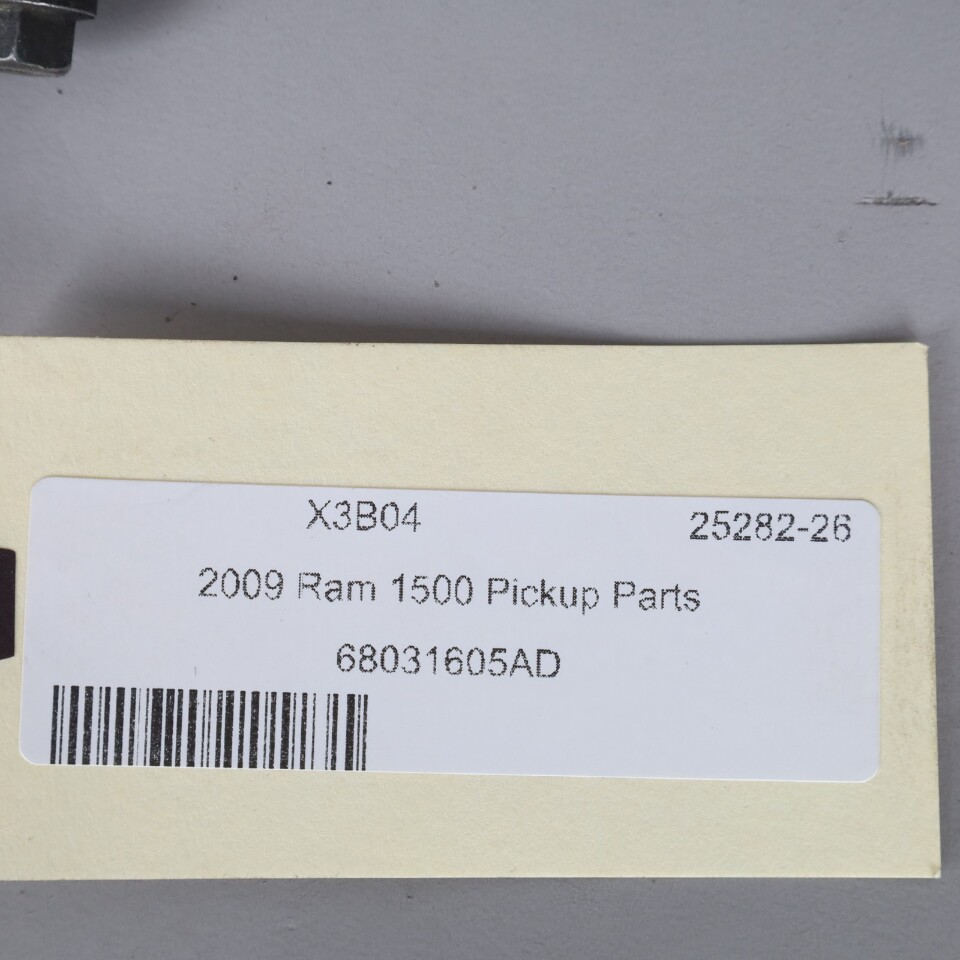 X3B04 25282-26
2009 Ram 1500 Pickup Parts
68031605AD